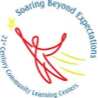 Soaring Beyond Expectations
21st Century Community Learning Centers